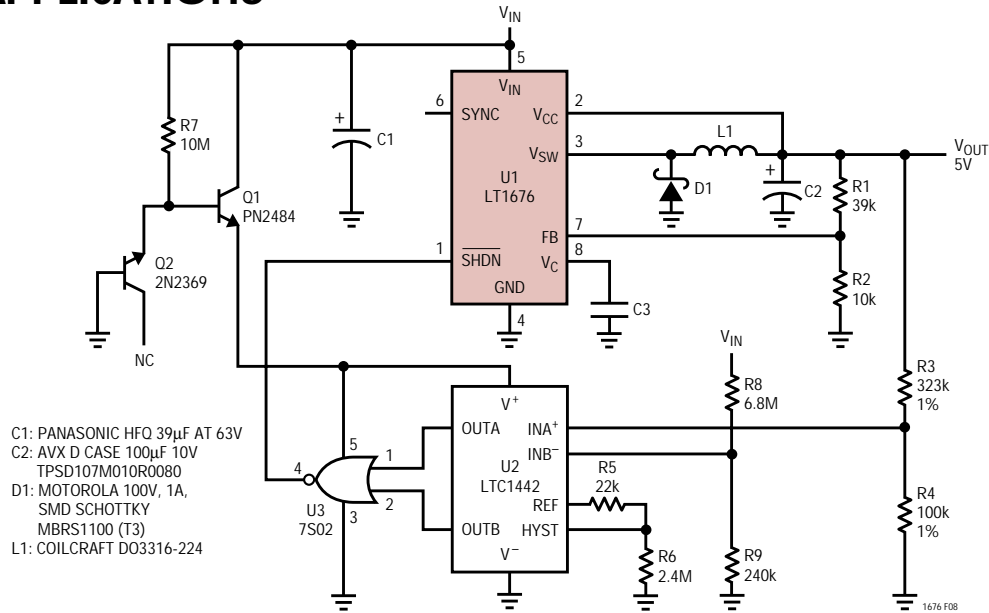 APPLICATIONS
VIN
5
VIN
6
SYNC
VCC
2
VSW
3
L1
VOUT
5V
R7
10M
+
C1
U1
LT1676
D1
+
C2
R1
39k
Q1
PN2484
FB
7
1
SHDN
VC
8
R2
10k
Q2
2N2369
GND
4
C3
NC
VIN
R8
6.8M
R3
323k
1%
V+
OUTA
INA+
INB−
5
1
4
2
3
U3
7S02
U2
LTC1442
R5
22k
REF
OUTB
HYST
V−
R6
2.4M
R9
240k
R4
100k
1%
C1: PANASONIC HFQ 39µF AT 63V
C2: AVX D CASE 100µF 10V
TPSD107M010R0080
D1: MOTOROLA 100V, 1A,
SMD SCHOTTKY
MBRS1100 (T3)
L1: COILCRAFT DO3316-224
1676 F08